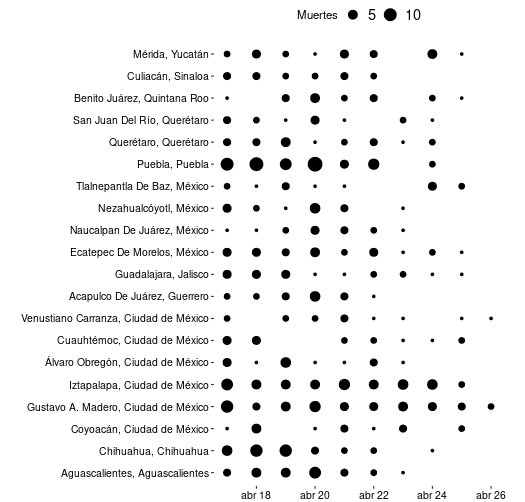 Muertes 5 10
Mérida, Yucatán
Culiacán, Sinaloa
Benito Juárez, Quintana Roo
San Juan Del Río, Querétaro
Querétaro, Querétaro
Puebla, Puebla
Tlalnepantla De Baz, México
Nezahualcóyotl, México
Naucalpan De Juárez, México
Ecatepec De Morelos, México
Guadalajara, Jalisco
Acapulco De Juárez, Guerrero
Venustiano Carranza, Ciudad de México
Cuauhtémoc, Ciudad de México
Álvaro Obregón, Ciudad de México
Iztapalapa, Ciudad de México
Gustavo A. Madero, Ciudad de México
Coyoacán, Ciudad de México
Chihuahua, Chihuahua
Aguascalientes, Aguascalientes
abr 18 abr 20 abr 22 abr 24 abr 26